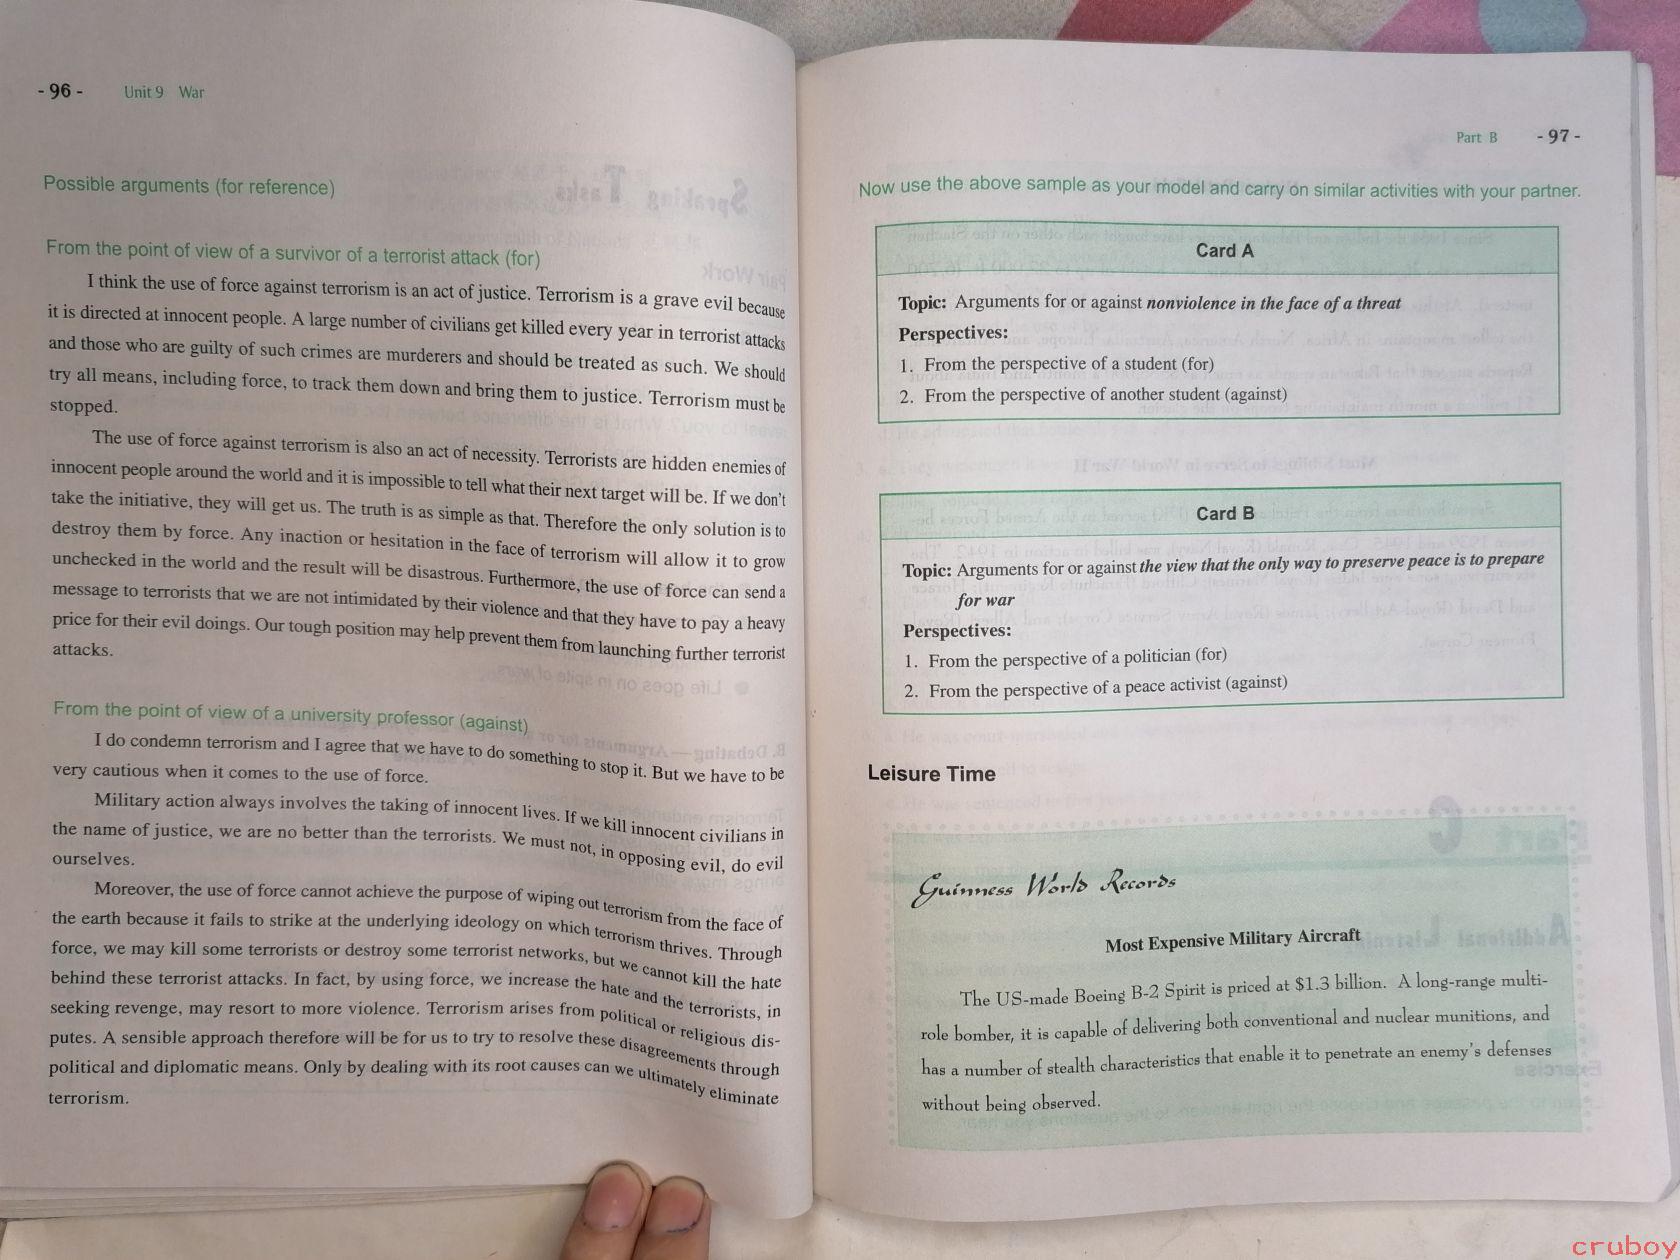 - 96 - Unit 9 War
Possible arguments (for reference)
From the point of view of a survivor of a terrorist attack (for)
I think the use of force against terrorism is an act of justice. Terrorism is a grave evil because
it is directed at innocent people. A large number of civilians get killed every year in terrorist attacks
and those who are guilty of such crimes are murderers and should be treated as such. We should
try all means, including force, to track them down and bring them to justice. Terrorism must be
stopped.
The use of force against terrorism is also an act of necessity. Terrorists are hidden enemies of
innocent people around the world and it is impossible to tell what their next target will be. If we don't
take the initiative, they will get us. The truth is as simple as that. Therefore the only solution is to
destroy them by force. Any inaction or hesitation in the face of terrorism will allow it to grow
unchecked in the world and the result will be disastrous. Furthermore, the use of force can send a
message to terrorists that we are not intimidated by their violence and that they have to pay a heavy
price for their evil doings. Our tough position may help prevent them from launching further terrorist
attacks.
From the point of view of a university professor (against)
I do condemn terrorism and I agree that we have to do something to stop it. But we have to be
very cautious when it comes to the use of force.
Military action always involves the taking of innocent lives. If we kill innocent civilians in
the name of justice, we are no better than the terrorists. We must not, in opposing evil, do evil
ourselves.
Moreover, the use of force cannot achieve the purpose of wiping out terrorism from the face of
the earth because it fails to strike at the underlying ideology on which terrorism thrives. Through
force, we may kill some terrorists or destroy some terrorist networks, but we cannot kill the hate
behind these terrorist attacks. In fact, by using force, we increase the hate and the terrorists, in
seeking revenge, may resort to more violence. Terrorism arises from political or religious dis-
putes. A sensible approach therefore will be for us to try to resolve these disagreements through
political and diplomatic means. Only by dealing with its root causes can we ultimately eliminate
terrorism.
Part B - 97 -
Now use the above sample as your model and carry on similar activities with your partner.
Card A
Topic: Arguments for or against nonviolence in the face of a threat
Perspectives:
1. From the perspective of a student (for)
2. From the perspective of another student (against)
Card B
Topic: Arguments for or against the view that the only way to preserve peace is to prepare
for war
Perspectives:
1. From the perspective of a politician (for)
2. From the perspective of a peace activist (against)
Leisure Time
Guinness World Records
Most Expensive Military Aircraft
The US-made Boeing B-2 Spirit is priced at $1.3 billion. A long-range multi-
role bomber, it is capable of delivering both conventional and nuclear munitions, and
has a number of stealth characteristics that enable it to penetrate an enemy's defenses
without being observed.
cruboy